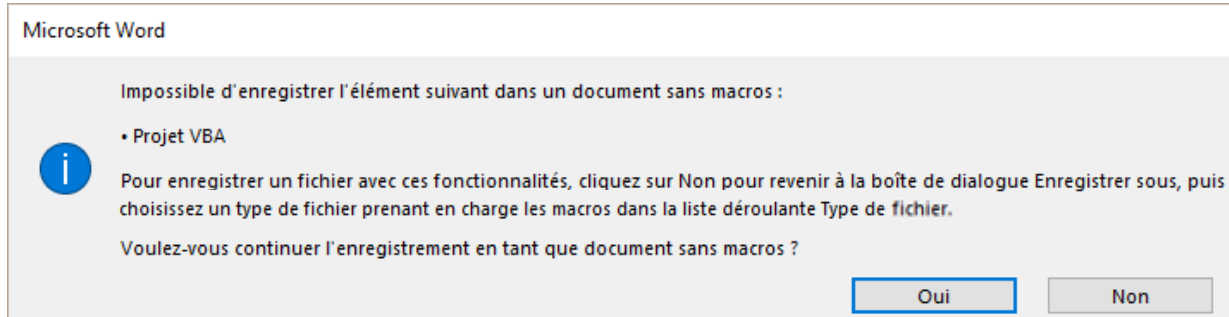 Microsoft Word
Impossible d'enregistrer l'élément suivant dans un document sans macros :
• Projet VBA
Pour enregistrer un fichier avec ces fonctionnalités, cliquez sur Non pour revenir à la boîte de dialogue Enregistrer sous, puis
choisissez un type de fichier prenant en charge les macros dans la liste déroulante Type de fichier.
Voulez-vous continuer l'enregistrement en tant que document sans macros ?
Oui
Non